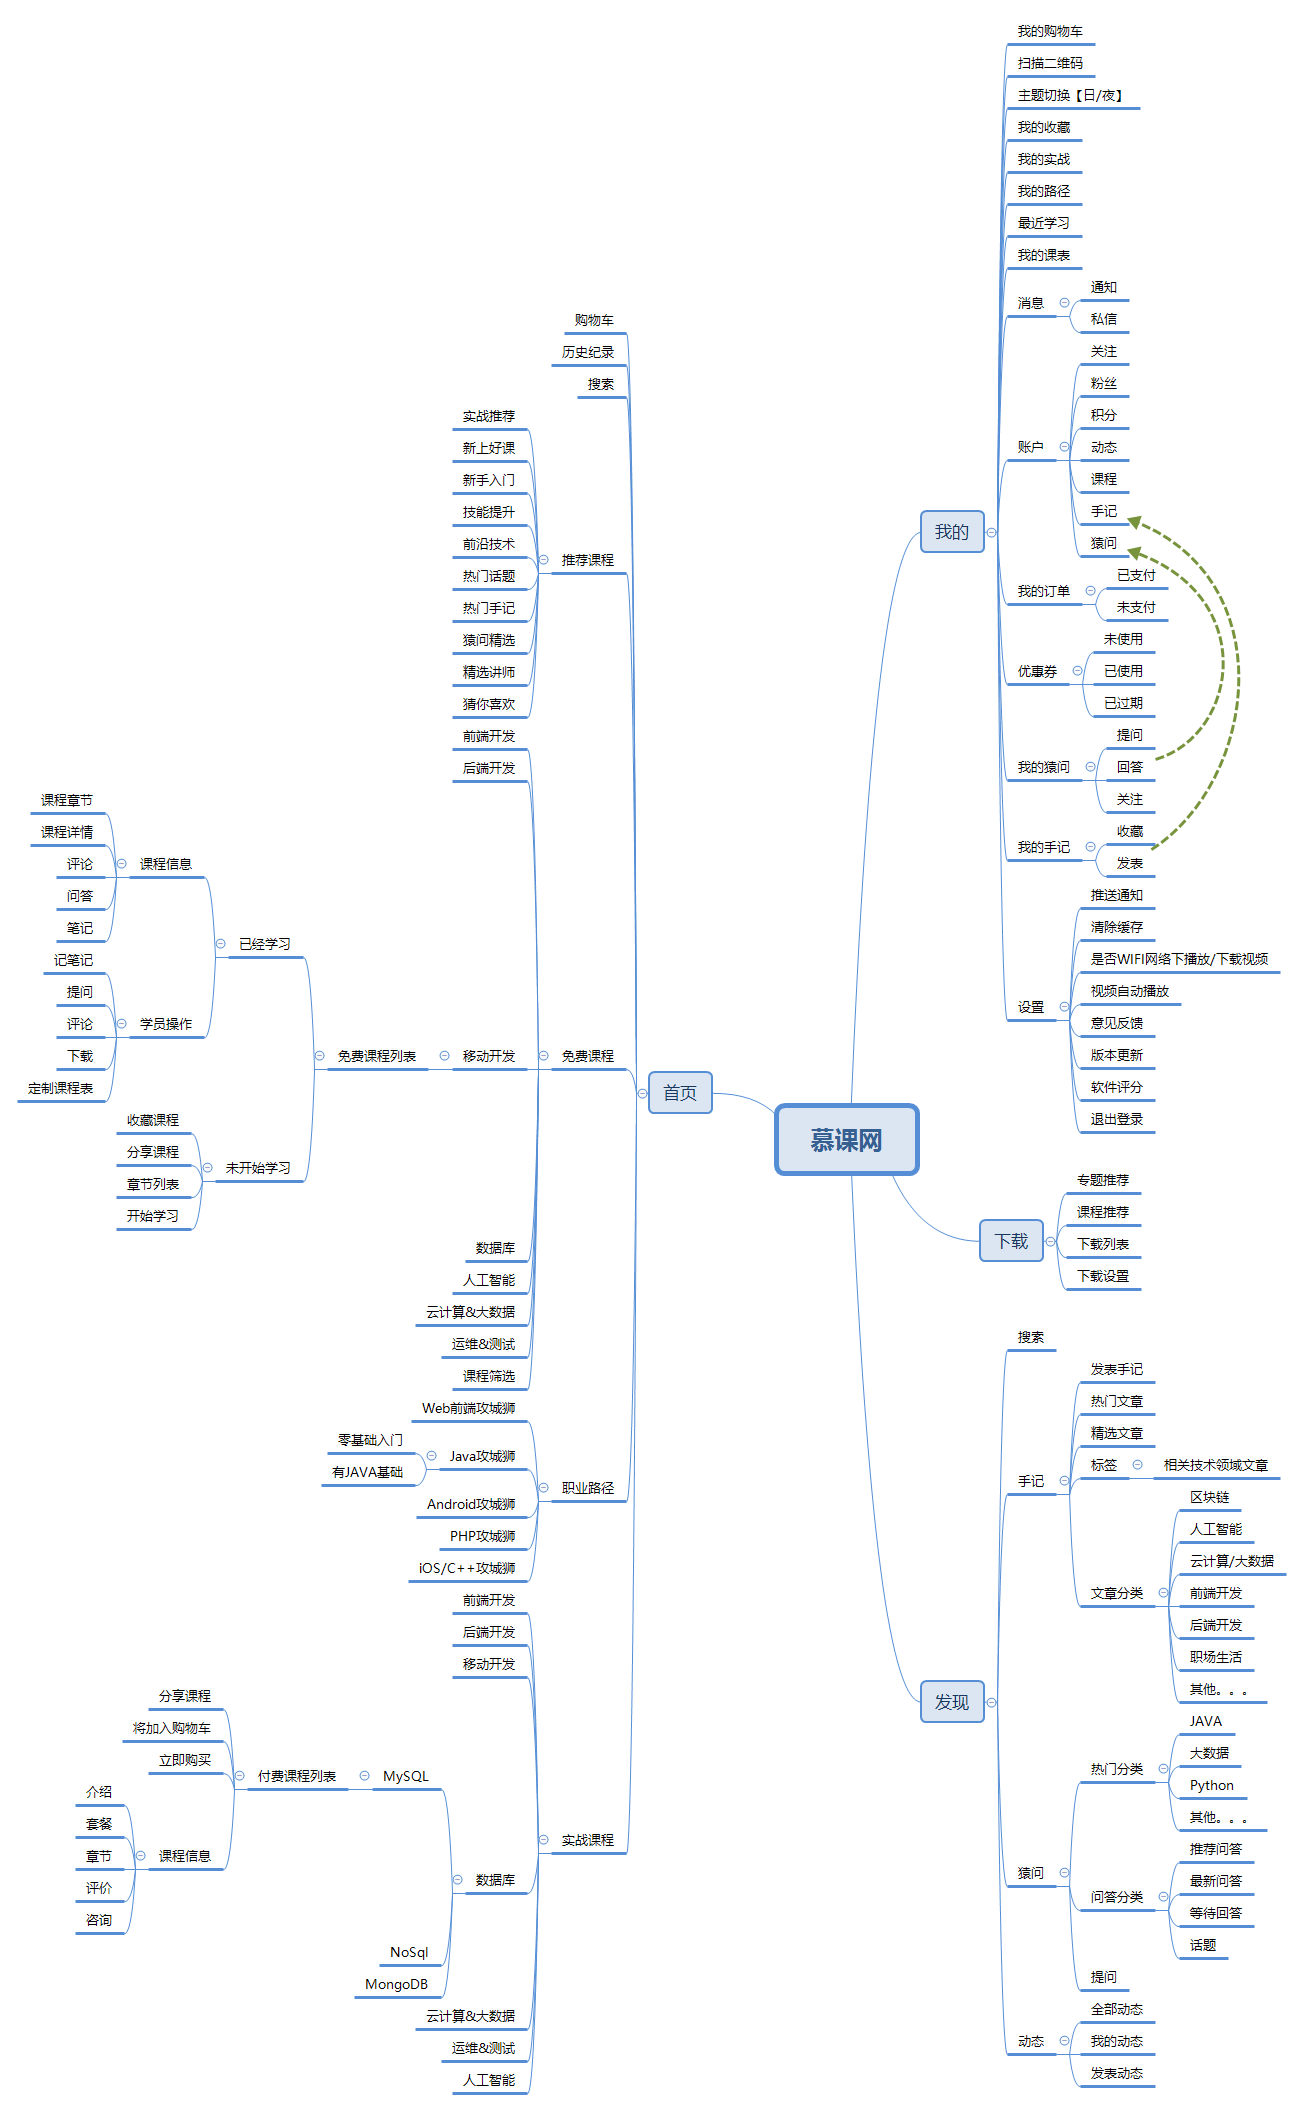 慕课网
首页
购物车
历史纪录
搜索
推荐课程
实战推荐
新上好课
新手入门
技能提升
前沿技术
热门话题
热门手记
猿问精选
精选讲师
猜你喜欢
免费课程
前端开发
后端开发
移动开发
免费课程列表
已经学习
课程信息
课程章节
课程详情
评论
问答
笔记
学员操作
记笔记
提问
评论
下载
定制课程表
未开始学习
收藏课程
分享课程
章节列表
开始学习
数据库
人工智能
云计算&大数据
运维&测试
课程筛选
职业路径
Web前端攻城狮
Java攻城狮
零基础入门
有JAVA基础
Android攻城狮
PHP攻城狮
iOS/C++攻城狮
实战课程
前端开发
后端开发
移动开发
数据库
MySQL
付费课程列表
分享课程
将加入购物车
立即购买
课程信息
介绍
套餐
章节
评价
咨询
NoSql
MongoDB
云计算&大数据
运维&测试
人工智能
我的
我的购物车
扫描二维码
主题切换【日/夜】
我的收藏
我的实战
我的路径
最近学习
我的课表
消息
通知
私信
账户
关注
粉丝
积分
动态
课程
手记
猿问
我的订单
已支付
未支付
优惠券
未使用
已使用
已过期
我的猿问
提问
回答
关注
我的手记
收藏
发表
设置
推送通知
清除缓存
是否WIFI网络下播放/下载视频
视频自动播放
意见反馈
版本更新
软件评分
退出登录
下载
专题推荐
课程推荐
下载列表
下载设置
发现
搜索
手记
发表手记
热门文章
精选文章
标签
相关技术领域文章
文章分类
区块链
人工智能
云计算/大数据
前端开发
后端开发
职场生活
其他。。。
猿问
热门分类
JAVA
大数据
Python
其他。。。
问答分类
推荐问答
最新问答
等待回答
话题
提问
动态
全部动态
我的动态
发表动态